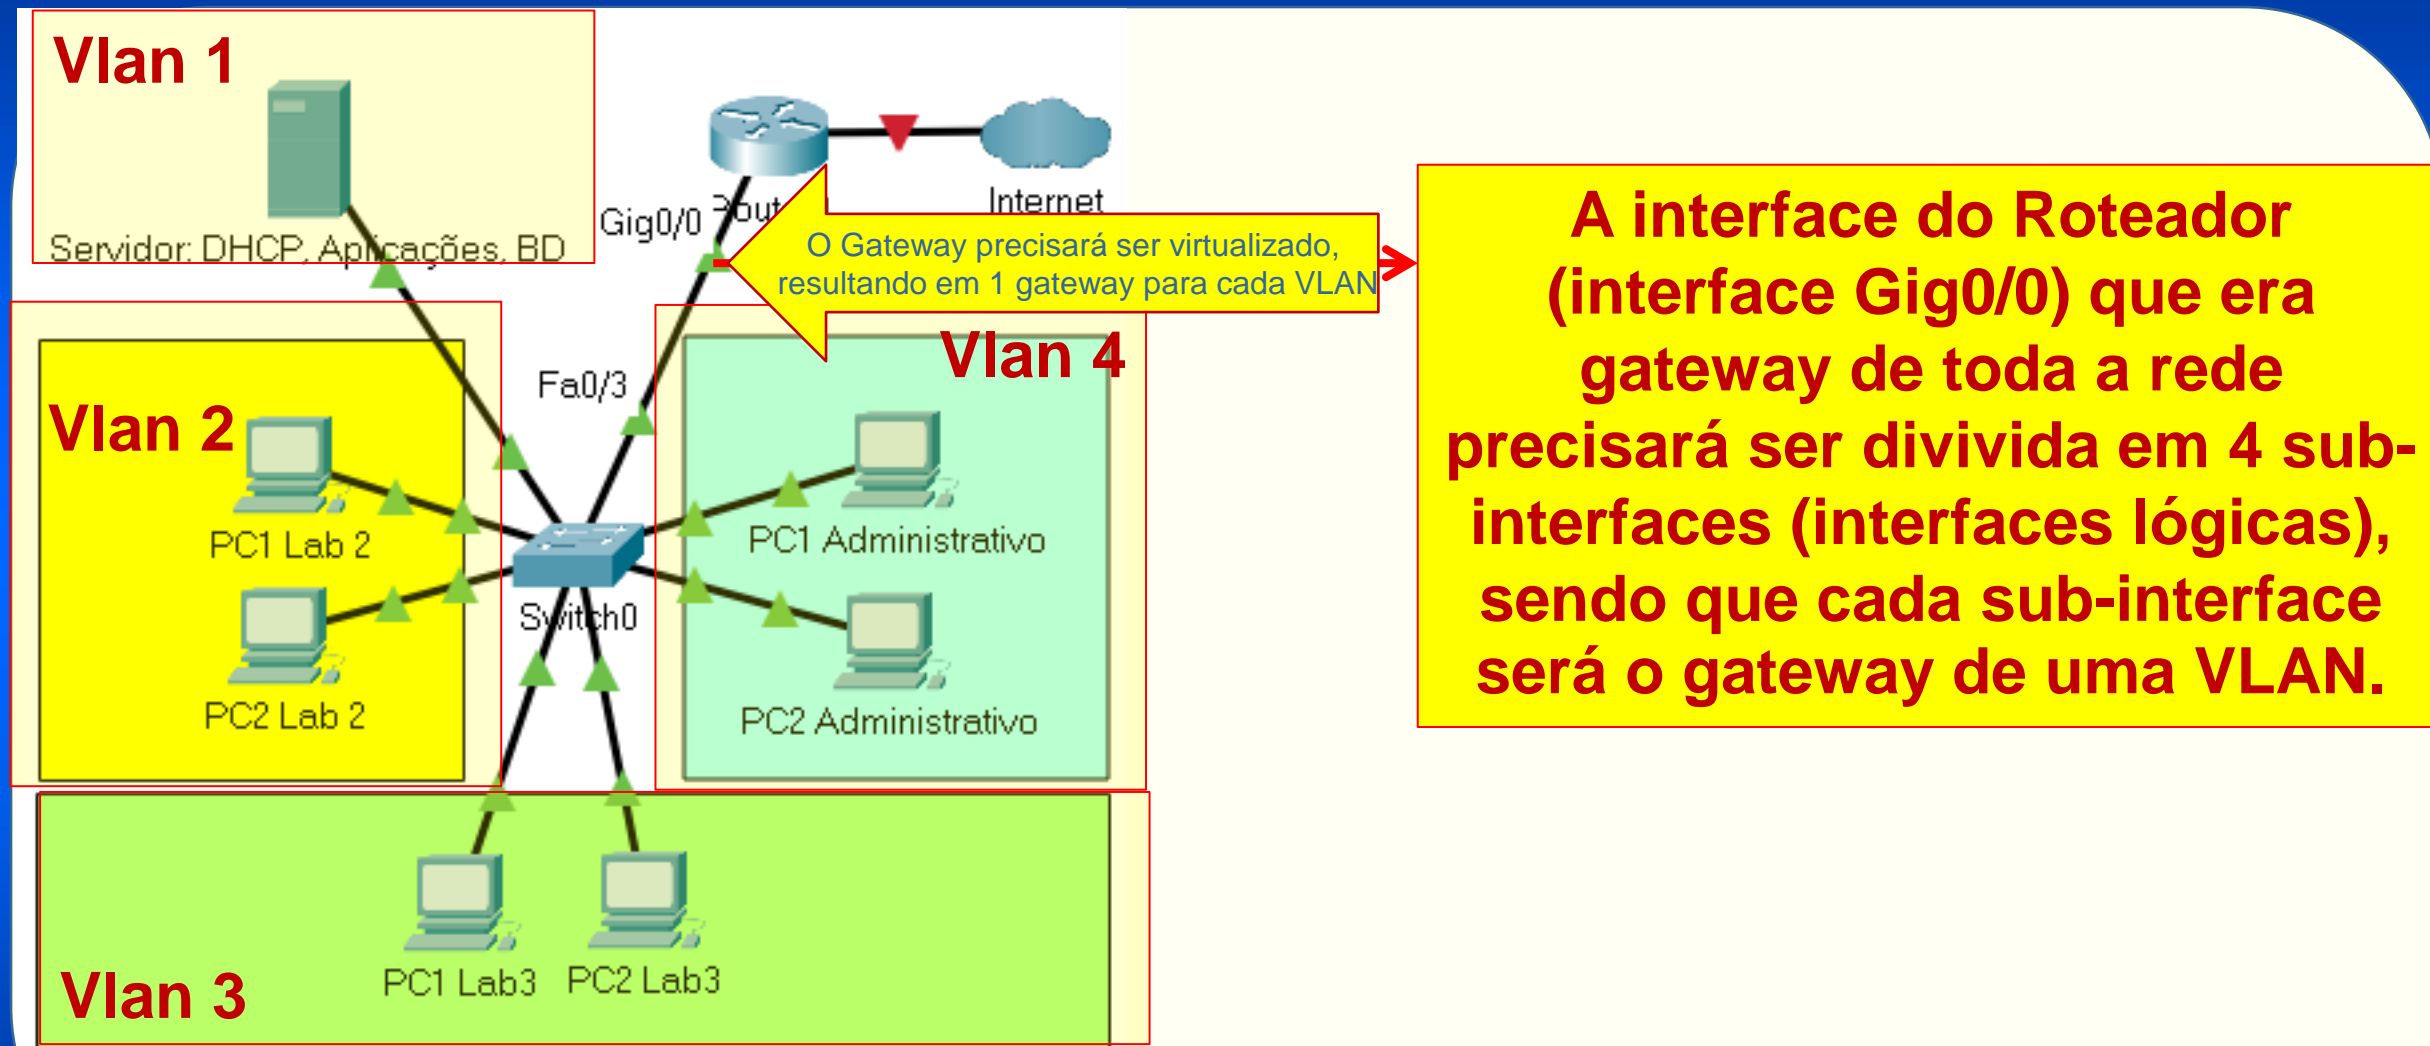 Vlan 1
Servidor: DHCP, Aplicações, BD
Gig0/0
Internet
O Gateway precisará ser virtualizado,
resultando em 1 gateway para cada VLAN
A interface do Roteador
(interface Gig0/0) que era
gateway de toda a rede
precisará ser divivida em 4 sub-
interfaces (interfaces lógicas),
sendo que cada sub-interface
será o gateway de uma VLAN.
Fa0/3
Vlan 4
Vlan 2
PC1 Lab 2
PC1 Administrativo
Switch0
PC2 Lab 2
PC2 Administrativo
PC1 Lab3
PC2 Lab3
Vlan 3